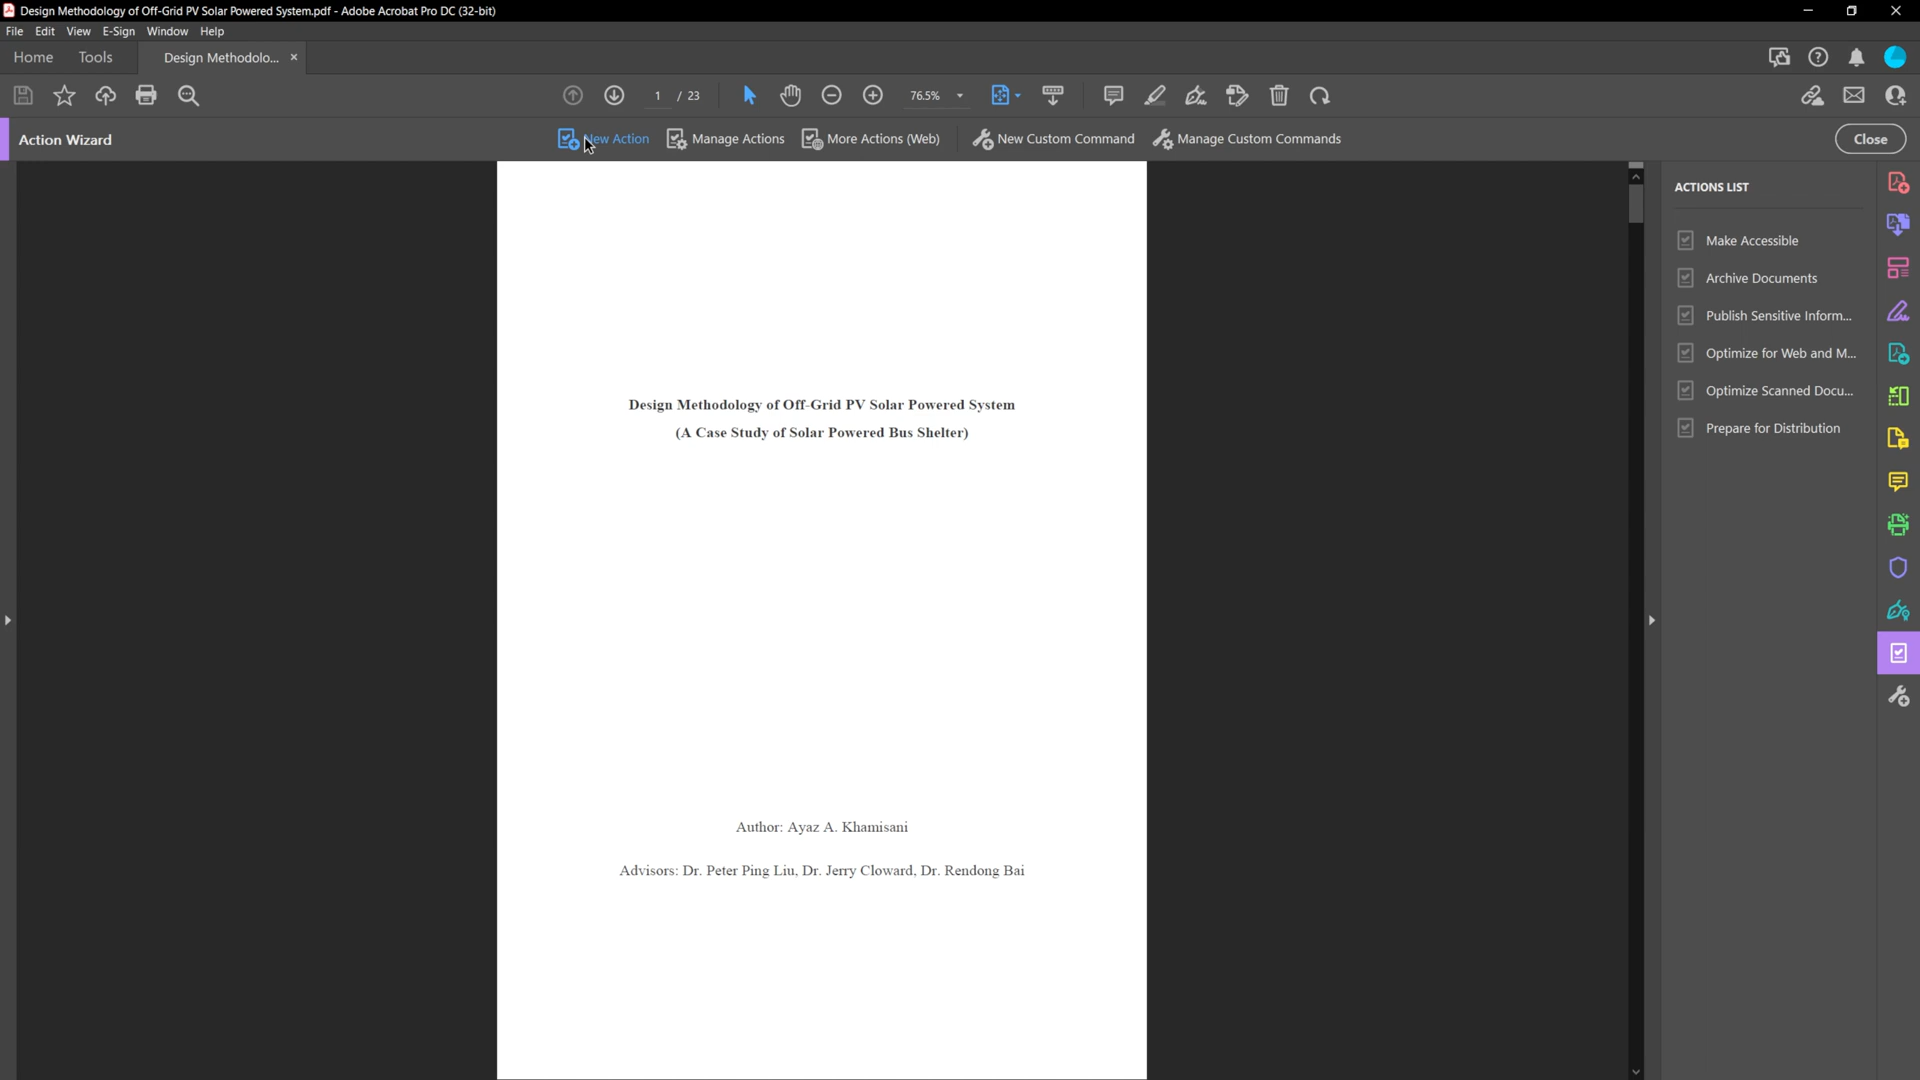 Design Methodology of Off-Grid PV Solar Powered System.pdf - Adobe Acrobat Pro DC (32-bit)
File Edit View E-Sign Window Help
Home Tools Design Methodolo... ×
1 / 23 76.5%
Action Wizard New Action Manage Actions More Actions (Web) New Custom Command Manage Custom Commands Close
ACTIONS LIST
Make Accessible
Archive Documents
Publish Sensitive Inform...
Optimize for Web and M...
Optimize Scanned Docu...
Prepare for Distribution
Design Methodology of Off-Grid PV Solar Powered System
(A Case Study of Solar Powered Bus Shelter)
Author: Ayaz A. Khamisani
Advisors: Dr. Peter Ping Liu, Dr. Jerry Cloward, Dr. Rendong Bai